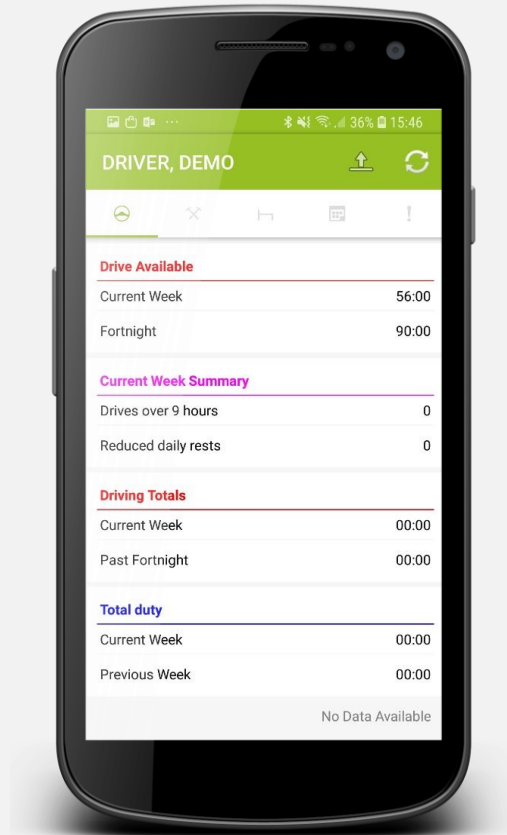 36% 15:46
DRIVER, DEMO
Drive Available
Current Week 56:00
Fortnight 90:00
Current Week Summary
Drives over 9 hours 0
Reduced daily rests 0
Driving Totals
Current Week 00:00
Past Fortnight 00:00
Total duty
Current Week 00:00
Previous Week 00:00
No Data Available